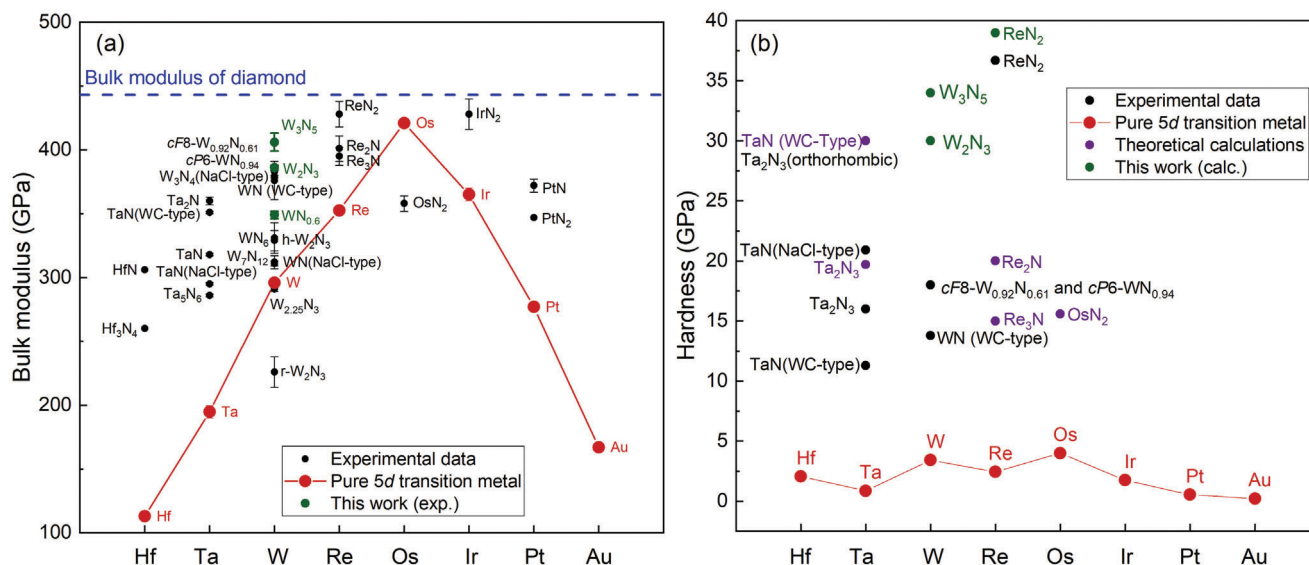 (a)
500
400
300
200
100
Bulk modulus (GPa)
Bulk modulus of diamond
ReN₂
IrN₂
Os
W₃N₅
cF8-W₀.₉₂N₀.₆₁
Re₂N
cP6-WN₀.₉₄
Re₃N
W₂N₃
W₃N₄(NaCl-type)
WN (WC-type)
PtN
Ir
Ta₂N
OsN₂
TaN(WC-type)
WN₀.₆
Re
PtN₂
WN₆
h-W₂N₃
TaN
W₇N₁₂
WN(NaCl-type)
HfN
TaN(NaCl-type)
W
Ta₅N₆
W₂.₂₅N₃
Pt
Hf₃N₄
r-W₂N₃
Ta
Au
Hf
Experimental data
Pure 5d transition metal
This work (exp.)
Hf Ta W Re Os Ir Pt Au
(b)
40
35
30
25
20
15
10
5
0
Hardness (GPa)
ReN₂
ReN₂
W₃N₅
W₂N₃
TaN (WC-Type)
Ta₂N₃(orthorhombic)
Experimental data
Pure 5d transition metal
Theoretical calculations
This work (calc.)
TaN(NaCl-type)
Ta₂N₃
Re₂N
cF8-W₀.₉₂N₀.₆₁ and cP6-WN₀.₉₄
Ta₂N₃
Re₃N
OsN₂
WN (WC-type)
TaN(WC-type)
Hf
Ta
W
Re
Os
Ir
Pt
Au
Hf Ta W Re Os Ir Pt Au